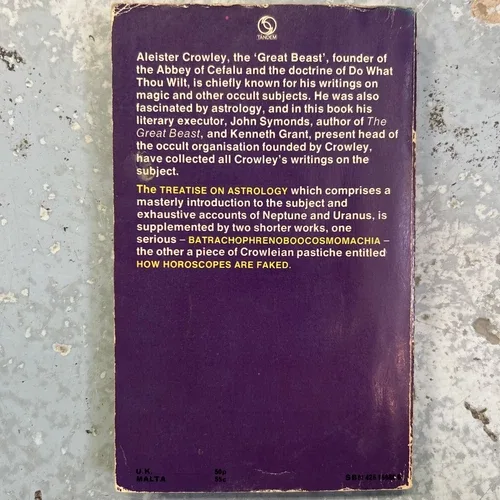 TANDEM
Aleister Crowley, the 'Great Beast', founder of
the Abbey of Cefalu and the doctrine of Do What
Thou Wilt, is chiefly known for his writings on
magic and other occult subjects. He was also
fascinated by astrology, and in this book his
literary executor, John Symonds, author of The
Great Beast, and Kenneth Grant, present head of
the occult organisation founded by Crowley,
have collected all Crowley's writings on the
subject.
The TREATISE ON ASTROLOGY which comprises a
masterly introduction to the subject and
exhaustive accounts of Neptune and Uranus, is
supplemented by two shorter works, one
serious – BATRACHOPHRENOBOOCOSMOMACHIA –
the other a piece of Crowleian pastiche entitled
HOW HOROSCOPES ARE FAKED.
U.K.
MALTA